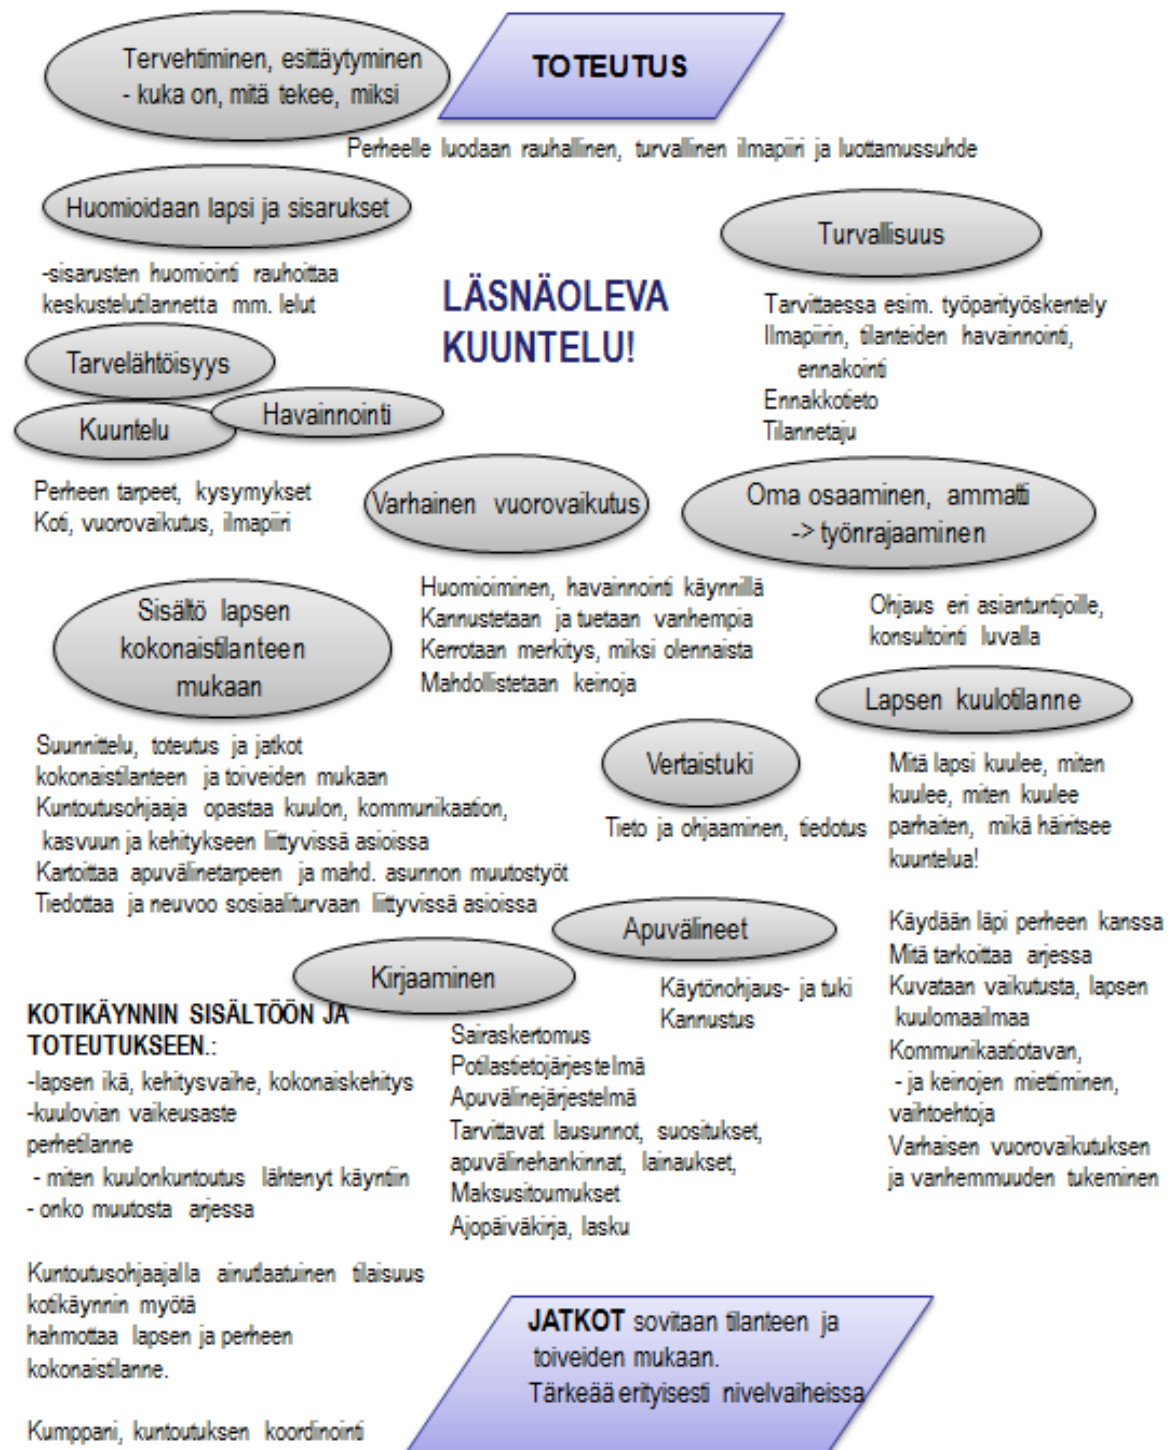 Tervehtiminen, esittäytyminen
- kuka on, mitä tekee, miksi
TOTEUTUS
Perheelle luodaan rauhallinen, turvallinen ilmapiiri ja luottamussuhde
Huomioidaan lapsi ja sisarukset
-sisarusten huomiointi rauhoittaa
keskustelutilannetta mm. lelut
LÄSNÄOLEVA
KUUNTELU!
Turvallisuus
Tarvittaessa esim. työparityöskentely
Ilmapiirin, tilanteiden havainnointi,
ennakointi
Ennakkotieto
Tilannetaju
Tarvelähtöisyys
Havainnointi
Kuuntelu
Perheen tarpeet, kysymykset
Koti, vuorovaikutus, ilmapiiri
Varhainen vuorovaikutus
Huomioiminen, havainnointi käynnillä
Kannustetaan ja tuetaan vanhempia
Kerrotaan merkitys, miksi olennaista
Mahdollistetaan keinoja
Oma osaaminen, ammatti
-> työnrajaaminen
Ohjaus eri asiantuntijoille,
konsultointi luvalla
Sisältö lapsen
kokonaistilanteen
mukaan
Suunnittelu, toteutus ja jatkot
kokonaistilanteen ja toiveiden mukaan
Kuntoutusohjaaja opastaa kuulon, kommunikaation,
kasvuun ja kehitykseen liittyvissä asioissa
Kartoittaa apuvälinetarpeen ja mahd. asunnon muutostyöt
Tiedottaa ja neuvoo sosiaaliturvaan liittyvissä asioissa
Vertaistuki
Tieto ja ohjaaminen, tiedotus
Lapsen kuulotilanne
Mitä lapsi kuulee, miten
kuulee, miten kuulee
parhaiten, mikä häiritsee
kuuntelua!
Käydään läpi perheen kanssa
Mitä tarkoittaa arjessa
Kuvataan vaikutusta, lapsen
kuulomaailmaa
Kommunikaatiotavan,
- ja keinojen miettiminen,
vaihtoehtoja
Varhaisen vuorovaikutuksen
ja vanhemmuuden tukeminen
Apuvälineet
Käytönohjaus- ja tuki
Kannustus
Kirjaaminen
Sairaskertomus
Potilastietojärjestelmä
Apuvälinejärjestelmä
Tarvittavat lausunnot, suositukset,
apuvälinehankinnat, lainaukset,
Maksusitoumukset
Ajopäiväkirja, lasku
KOTIKÄYNNIN SISÄLTÖÖN JA
TOTEUTUKSEEN.:
-lapsen ikä, kehitysvaihe, kokonaiskehitys
-kuulovian vaikeusaste
perhetilanne
- miten kuulonkuntoutus lähtenyt käyntiin
- onko muutosta arjessa
Kuntoutusohjaajalla ainutlaatuinen tilaisuus
kotikäynnin myötä
hahmottaa lapsen ja perheen
kokonaistilanne.
Kumppani, kuntoutuksen koordinointi
JATKOT sovitaan tilanteen ja
toiveiden mukaan.
Tärkeää erityisesti nivelvaiheissa